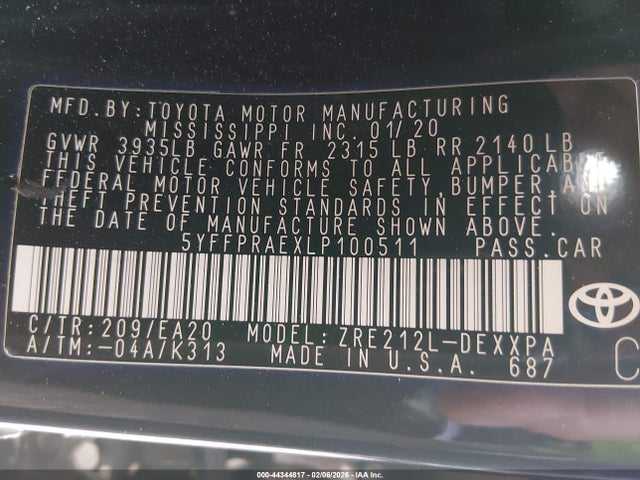 MFD.BY:TOYOTA MOTOR MANUFACTURING
MISSISSIPPI INC. 01/20
GVWR 3935LB GAWR FR 2315 LB RR 2140 LB
THIS VEHICLE CONFORMS TO ALL APPLICABLE
FEDERAL MOTOR VEHICLE SAFETY, BUMPER, AND
THEFT PREVENTION STANDARDS IN EFFECT ON
THE DATE OF MANUFACTURE SHOWN ABOVE.
5YFFPRAEXLP100511 PASS.CAR
C/TR:209/EA20 MODEL:ZRE212L-DEXXPA
A/TM:-04A/K313 MADE IN U.S.A. 687
C
000-44344817 - 02/06/2026 - IAA Inc.